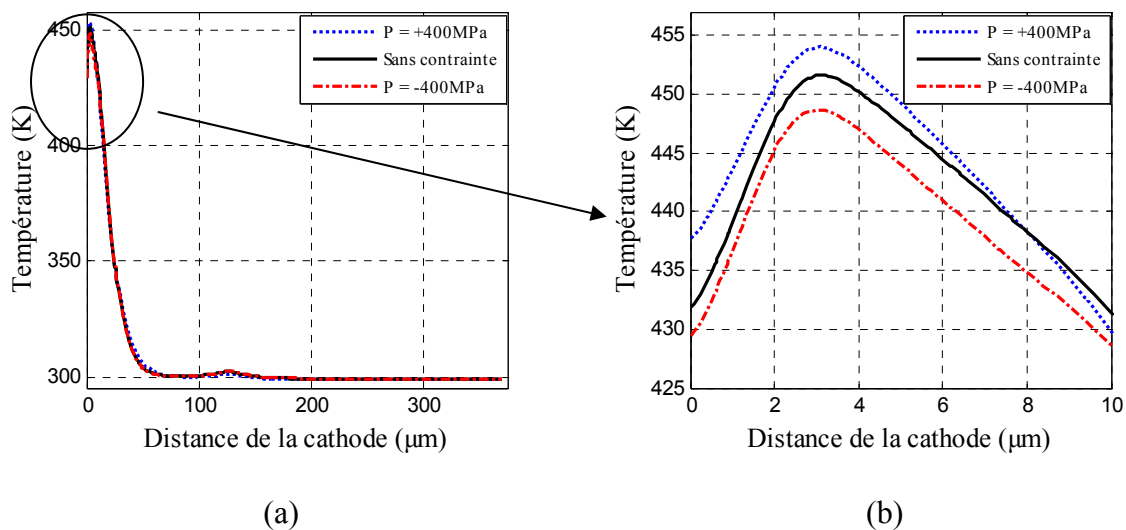 450
400
350
300
0
100
200
300
Température (K)
Distance de la cathode (μm)
P = +400MPa
Sans contrainte
P = -400MPa
(a)
457
455
450
445
440
435
430
425
0
2
4
6
8
10
Température (K)
Distance de la cathode (μm)
P = +400MPa
Sans contrainte
P = -400MPa
(b)